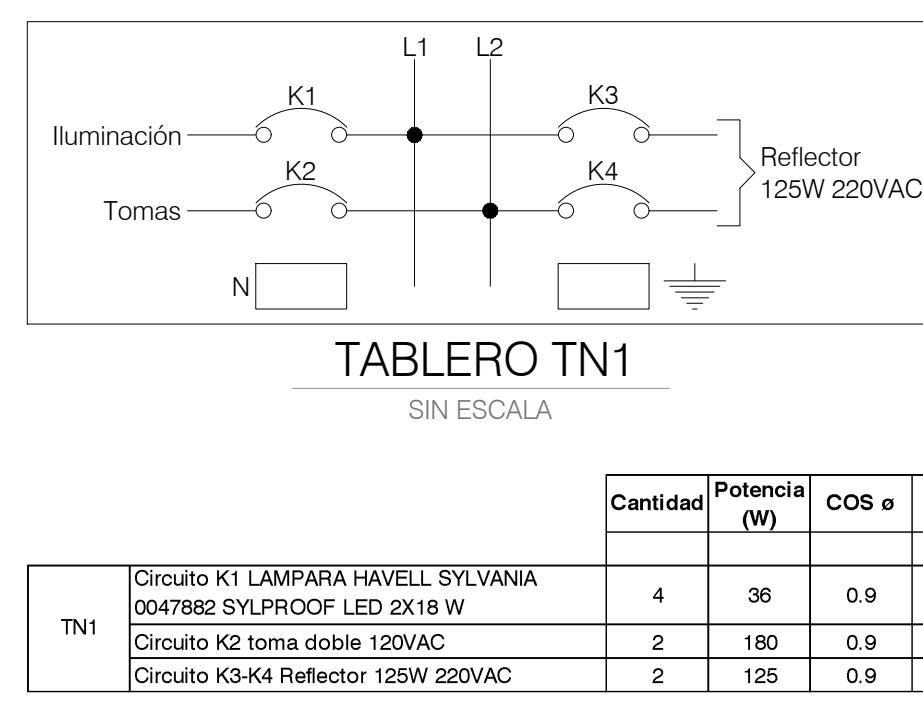 L1 L2
K1 K3
Iluminación
K2 K4
Reflector
125W 220VAC
Tomas
N
TABLERO TN1
SIN ESCALA
Cantidad Potencia (W) COS ø
TN1
Circuito K1 LAMPARA HAVELL SYLVANIA
0047882 SYLPROOF LED 2X18 W 4 36 0.9
Circuito K2 toma doble 120VAC 2 180 0.9
Circuito K3-K4 Reflector 125W 220VAC 2 125 0.9